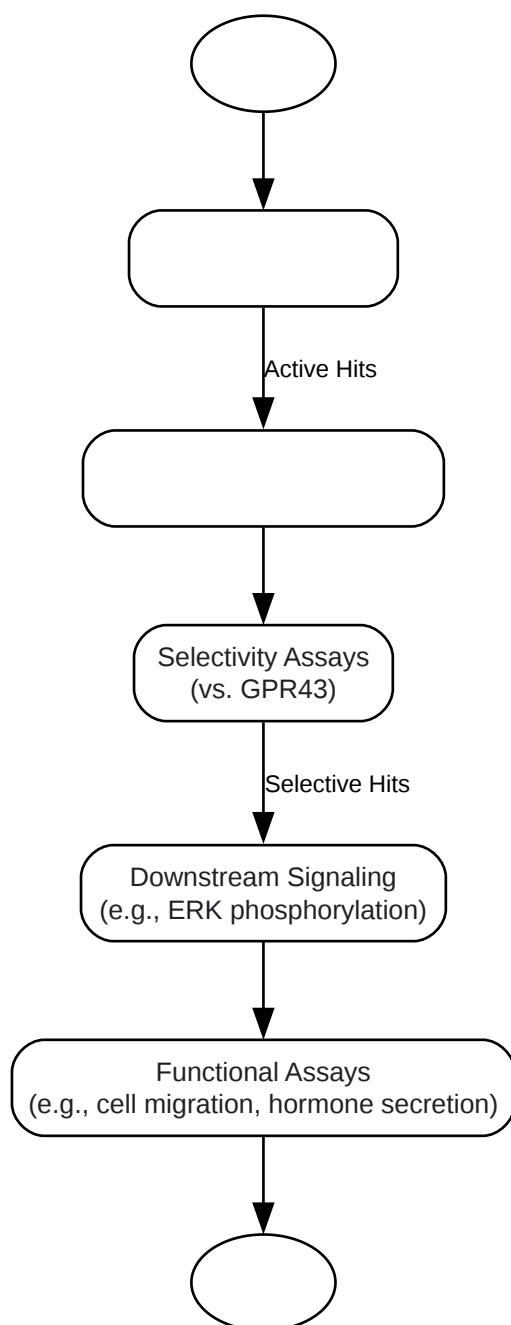 Active Hits
Selectivity Assays
(vs. GPR43)
Selective Hits
Downstream Signaling
(e.g., ERK phosphorylation)
Functional Assays
(e.g., cell migration, hormone secretion)